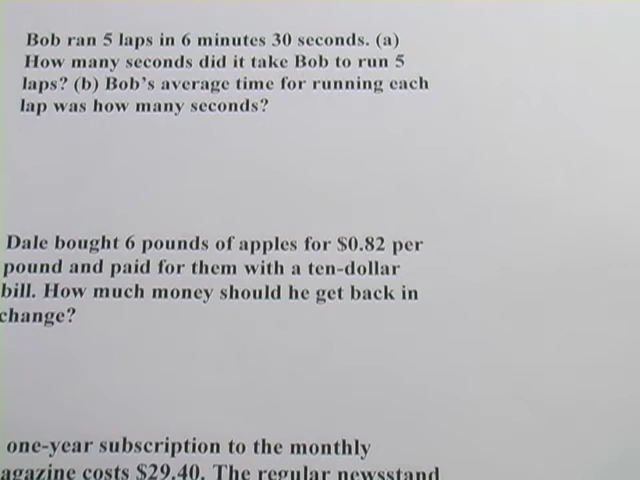 Bob ran 5 laps in 6 minutes 30 seconds. (a)
How many seconds did it take Bob to run 5
laps? (b) Bob's average time for running each
lap was how many seconds?
Dale bought 6 pounds of apples for $0.82 per
pound and paid for them with a ten-dollar
bill. How much money should he get back in
change?
one-year subscription to the monthly
agazine costs $29.40. The regular newsstand